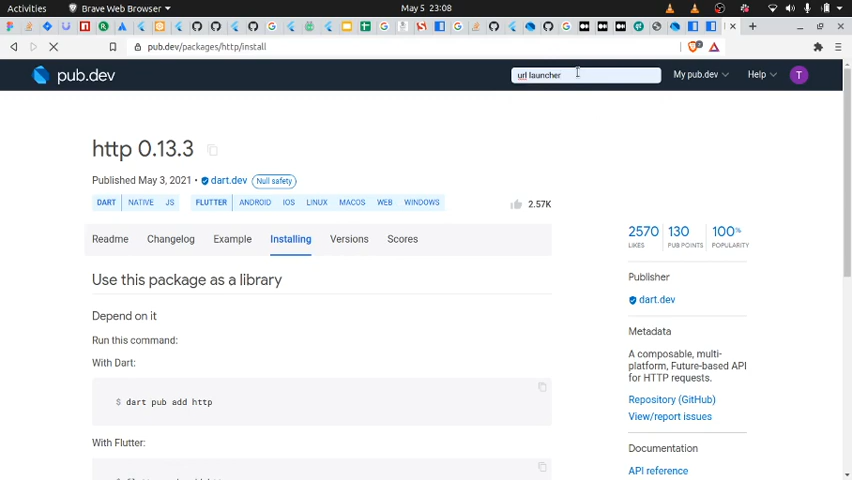 Activities
Brave Web Browser
May 5 23:08
pub.dev/packages/http/install
pub.dev
url launcher
My pub.dev
Help
T
http 0.13.3
Published May 3, 2021 • dart.dev Null safety
DART NATIVE JS FLUTTER ANDROID IOS LINUX MACOS WEB WINDOWS
2.57K
Readme Changelog Example Installing Versions Scores
Use this package as a library
Depend on it
Run this command:
With Dart:
$ dart pub add http
With Flutter:
2570 130 100%
LIKES PUB POINTS POPULARITY
Publisher
dart.dev
Metadata
A composable, multi-
platform, Future-based API
for HTTP requests.
Repository (GitHub)
View/report issues
Documentation
API reference